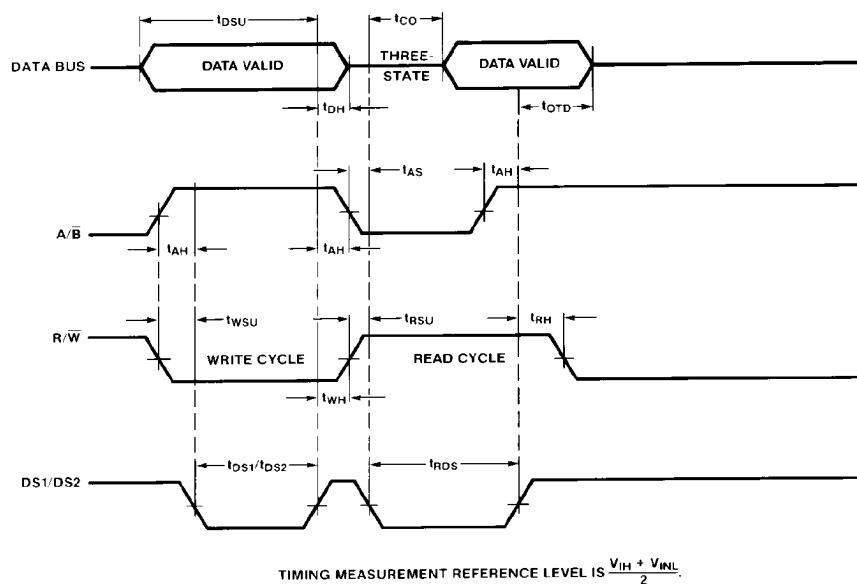 tDSU
tCO
DATA BUS
DATA VALID
THREE-
STATE
DATA VALID
tDH
tOTD
tAS
tAH
A/B̅
tAH
tAH
tWSU
tRSU
tRH
R/W̅
WRITE CYCLE
READ CYCLE
tWH
tDS1/tDS2
tRDS
DS1/DS2
TIMING MEASUREMENT REFERENCE LEVEL IS (VIH + VINL)/2.